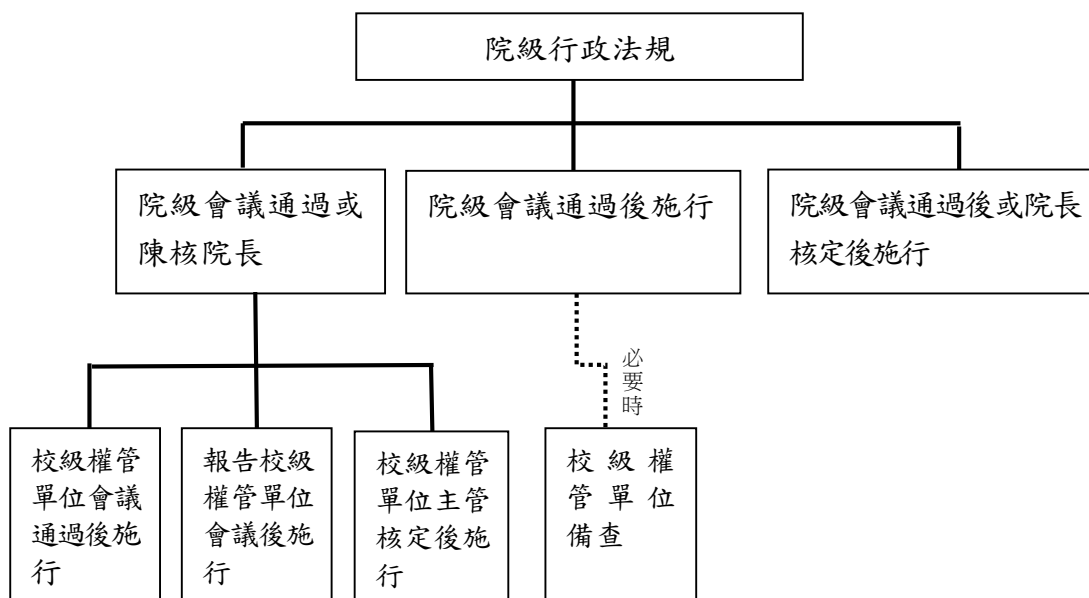 院級行政法規
院級會議通過或
陳核院長
院級會議通過後施行
院級會議通過後或院長
核定後施行
必要時
校級權管
單位會議
通過後施
行
報告校級
權管單位
會議後施
行
校級權管
單位主管
核定後施
行
校級權
管單位
備查